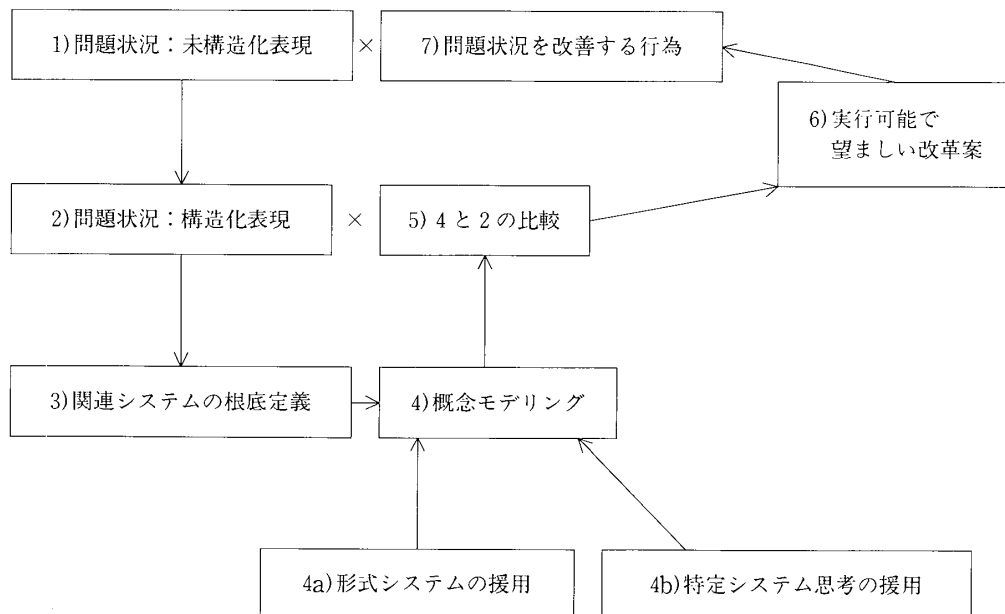 1)問題状況：未構造化表現
×
7)問題状況を改善する行為
6)実行可能で
望ましい改革案
2)問題状況：構造化表現
×
5) 4と2の比較
3)関連システムの根底定義
4)概念モデリング
4a)形式システムの援用
4b)特定システム思考の援用